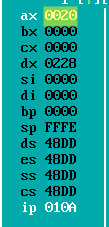 ax 0020
bx 0000
cx 0000
dx 0228
si 0000
di 0000
bp 0000
sp FFFE
ds 48DD
es 48DD
ss 48DD
cs 48DD
ip 010A